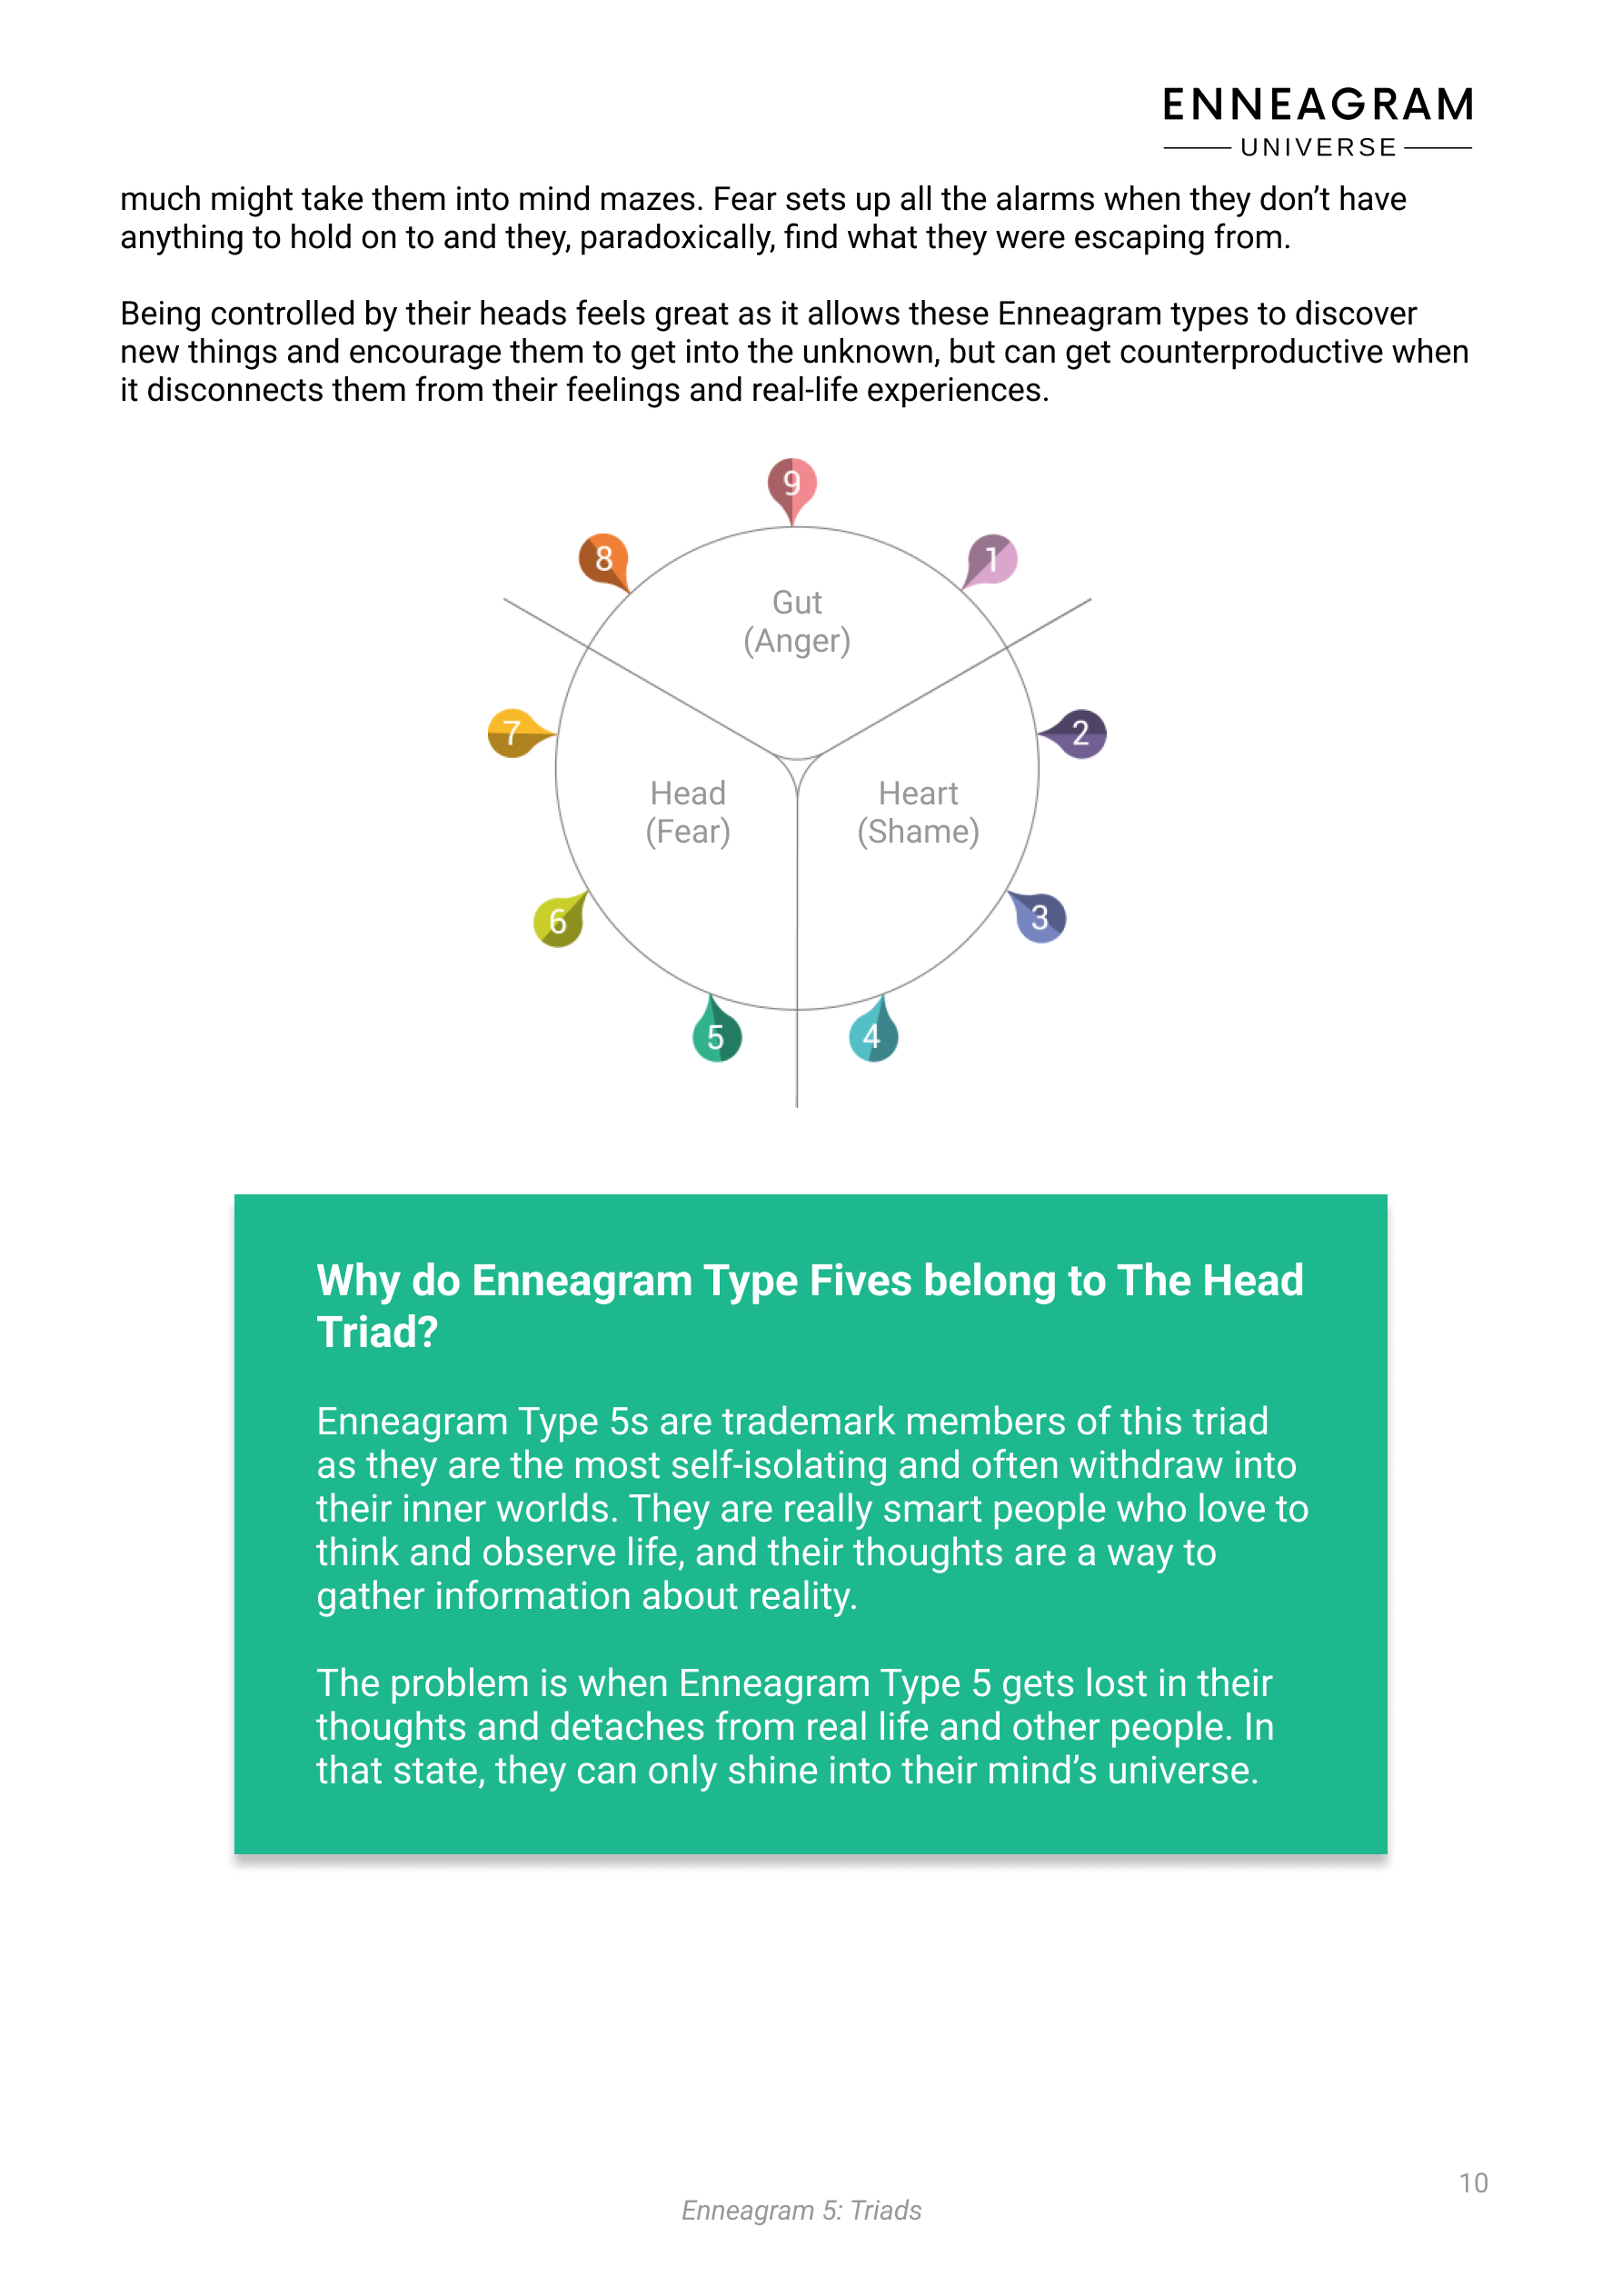 ENNEAGRAM
UNIVERSE
much might take them into mind mazes. Fear sets up all the alarms when they don’t have
anything to hold on to and they, paradoxically, find what they were escaping from.
Being controlled by their heads feels great as it allows these Enneagram types to discover
new things and encourage them to get into the unknown, but can get counterproductive when
it disconnects them from their feelings and real-life experiences.
9
8
1
Gut
(Anger)
7
2
Head
(Fear)
Heart
(Shame)
6
3
5
4
Why do Enneagram Type Fives belong to The Head
Triad?
Enneagram Type 5s are trademark members of this triad
as they are the most self-isolating and often withdraw into
their inner worlds. They are really smart people who love to
think and observe life, and their thoughts are a way to
gather information about reality.
The problem is when Enneagram Type 5 gets lost in their
thoughts and detaches from real life and other people. In
that state, they can only shine into their mind’s universe.
10
Enneagram 5: Triads